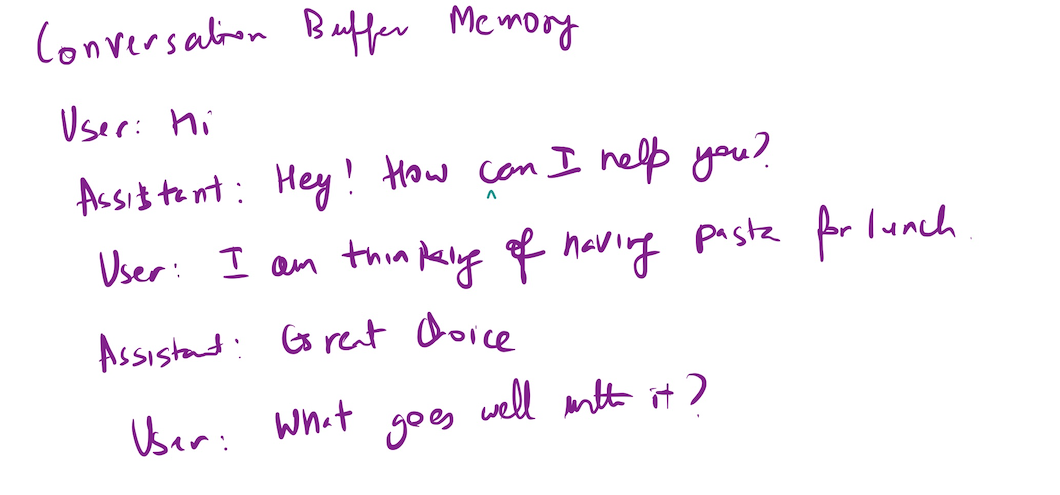 Conversation Buffer Memory
User: Hi
Assistant: Hey! How can I help you?
User: I am thinking of having pasta for lunch.
Assistant: Great Choice
User: What goes well with it?